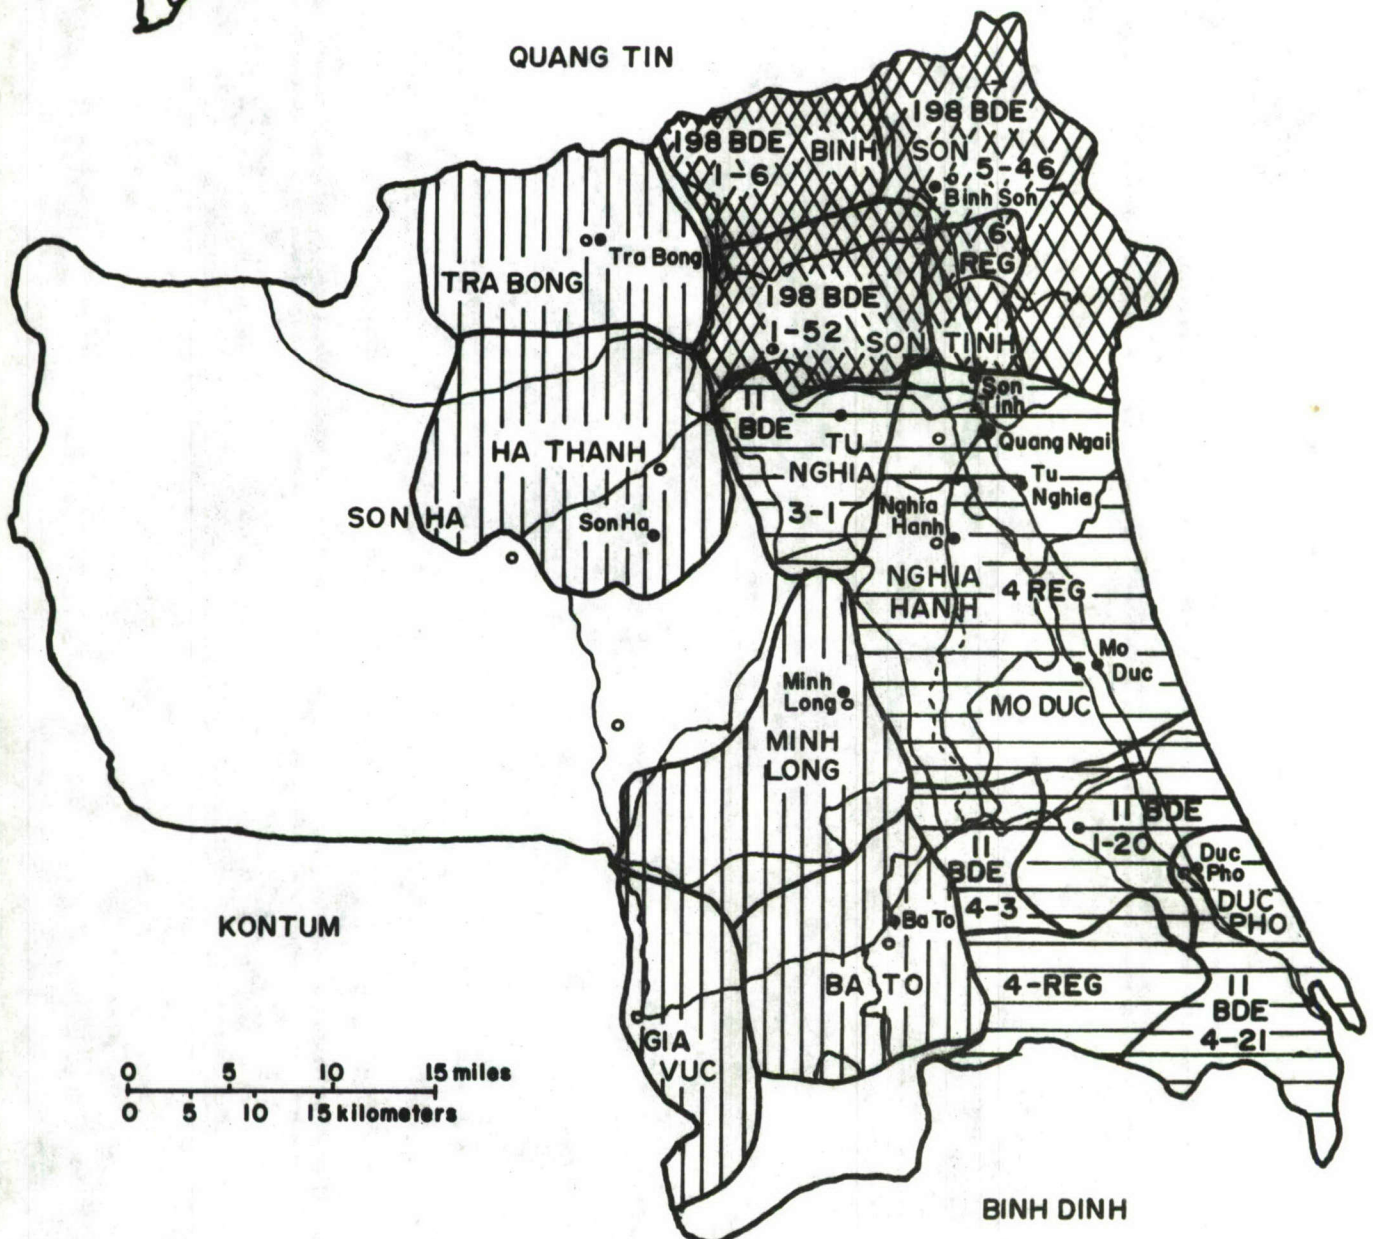 QUANG TIN
198 BDE
1-6
BINH SON
198 BDE
5-46
Binh Son
6
REG
TRA BONG
Tra Bong
198 BDE
1-52
SON TINH
Son
Tinh
11
BDE
TU
NGHIA
3-1
Quang Ngai
Tu
Nghia
HA THANH
SON HA
Son Ha
Nghia
Hanh
NGHIA
HANH
4 REG
Mo
Duc
MO DUC
Minh
Long
MINH
LONG
11 BDE
1-20
11
BDE
4-3
Duc
Pho
DUC
PHO
Ba To
BA TO
4-REG
11
BDE
4-21
KONTUM
GIA
VUC
0 5 10 15 miles
0 5 10 15 kilometers
BINH DINH